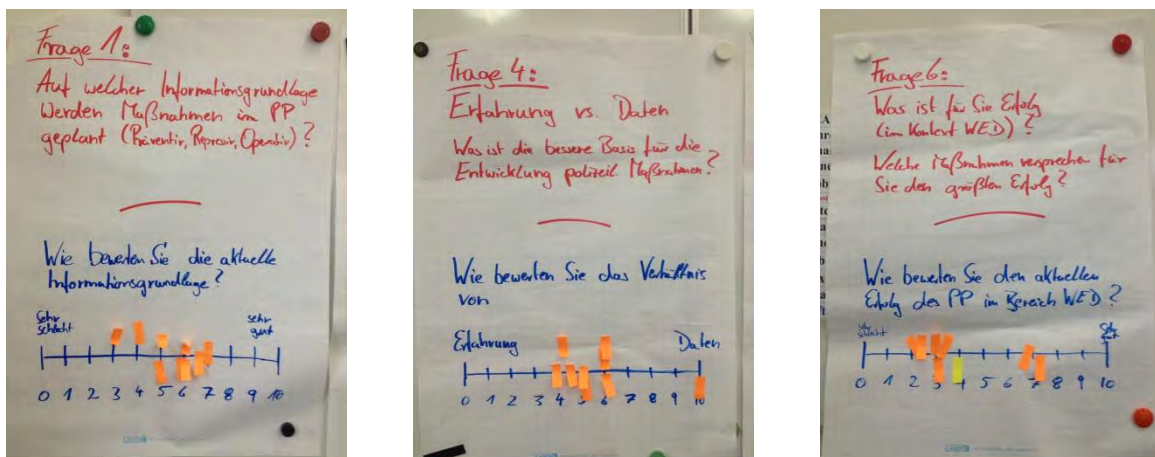 Frage 1:
Auf welcher Informationsgrundlage
werden Maßnahmen im PP
geplant (Präventiv, Repressiv, Operativ)?
Wie bewerten Sie die aktuelle
Informationsgrundlage?
Sehr
schlecht
sehr
gut
0 1 2 3 4 5 6 7 8 9 10
Frage 4:
Erfahrung vs. Daten
Was ist die bessere Basis für die
Entwicklung polizeil Maßnahmen?
Wie bewerten Sie das Verhältnis
von
Erfahrung Daten
0 1 2 3 4 5 6 7 8 9 10
Frage 6:
Was ist für Sie Erfolg
(im Kontext WED)?
Welche Maßnahmen versprechen für
Sie den größten Erfolg?
Wie bewerten Sie den aktuellen
Erfolg des PP im Bereich WED?
sehr
schlecht
Sehr
gut
0 1 2 3 5 6 7 8 9 10